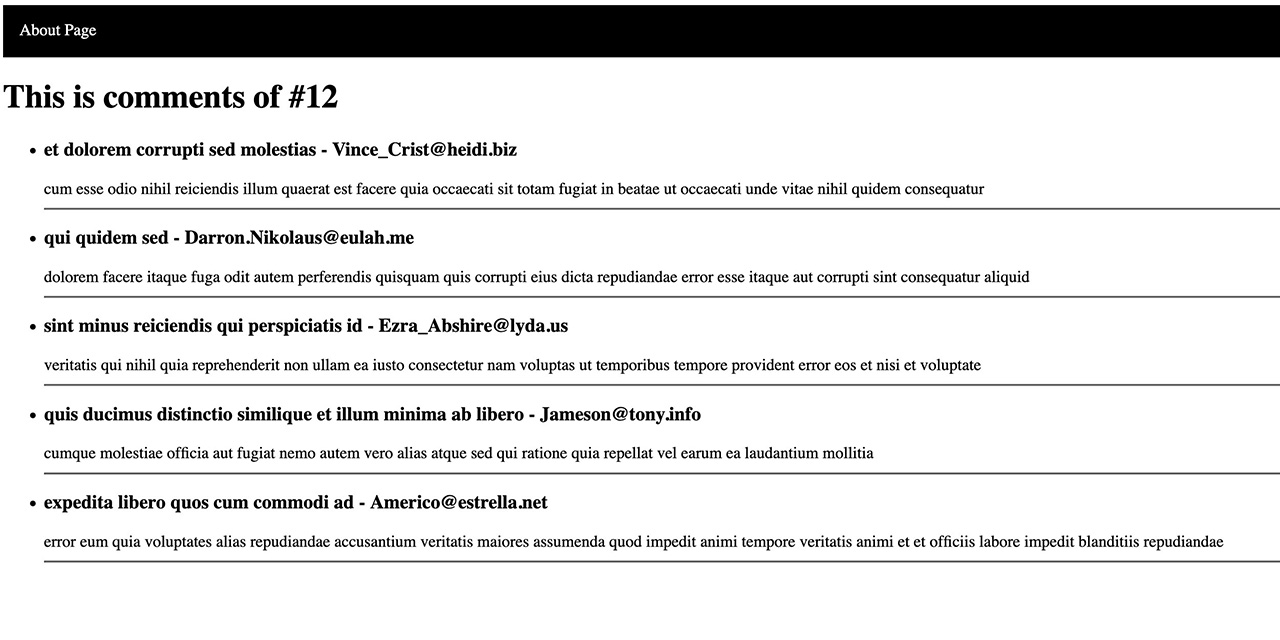 About Page
This is comments of #12
• et dolorem corrupti sed molestias - Vince_Crist@heidi.biz
cum esse odio nihil reiciendis illum quaerat est facere quia occaecati sit totam fugiat in beatae ut occaecati unde vitae nihil quidem consequatur
• qui quidem sed - Darron.Nikolaus@eulah.me
dolorem facere itaque fuga odit autem perferendis quisquam quis corrupti eius dicta repudiandae error esse itaque aut corrupti sint consequatur aliquid
• sint minus reiciendis qui perspiciatis id - Ezra_Abshire@lyda.us
veritatis qui nihil quia reprehenderit non ullam ea iusto consectetur nam voluptas ut temporibus tempore provident error eos et nisi et voluptate
• quis ducimus distinctio similique et illum minima ab libero - Jameson@tony.info
cumque molestiae officia aut fugiat nemo autem vero alias atque sed qui ratione quia repellat vel earum ea laudantium mollitia
• expedita libero quos cum commodi ad - Americo@estrella.net
error eum quia voluptates alias repudiandae accusantium veritatis maiores assumenda quod impedit animi tempore veritatis animi et et officiis labore impedit blanditiis repudiandae